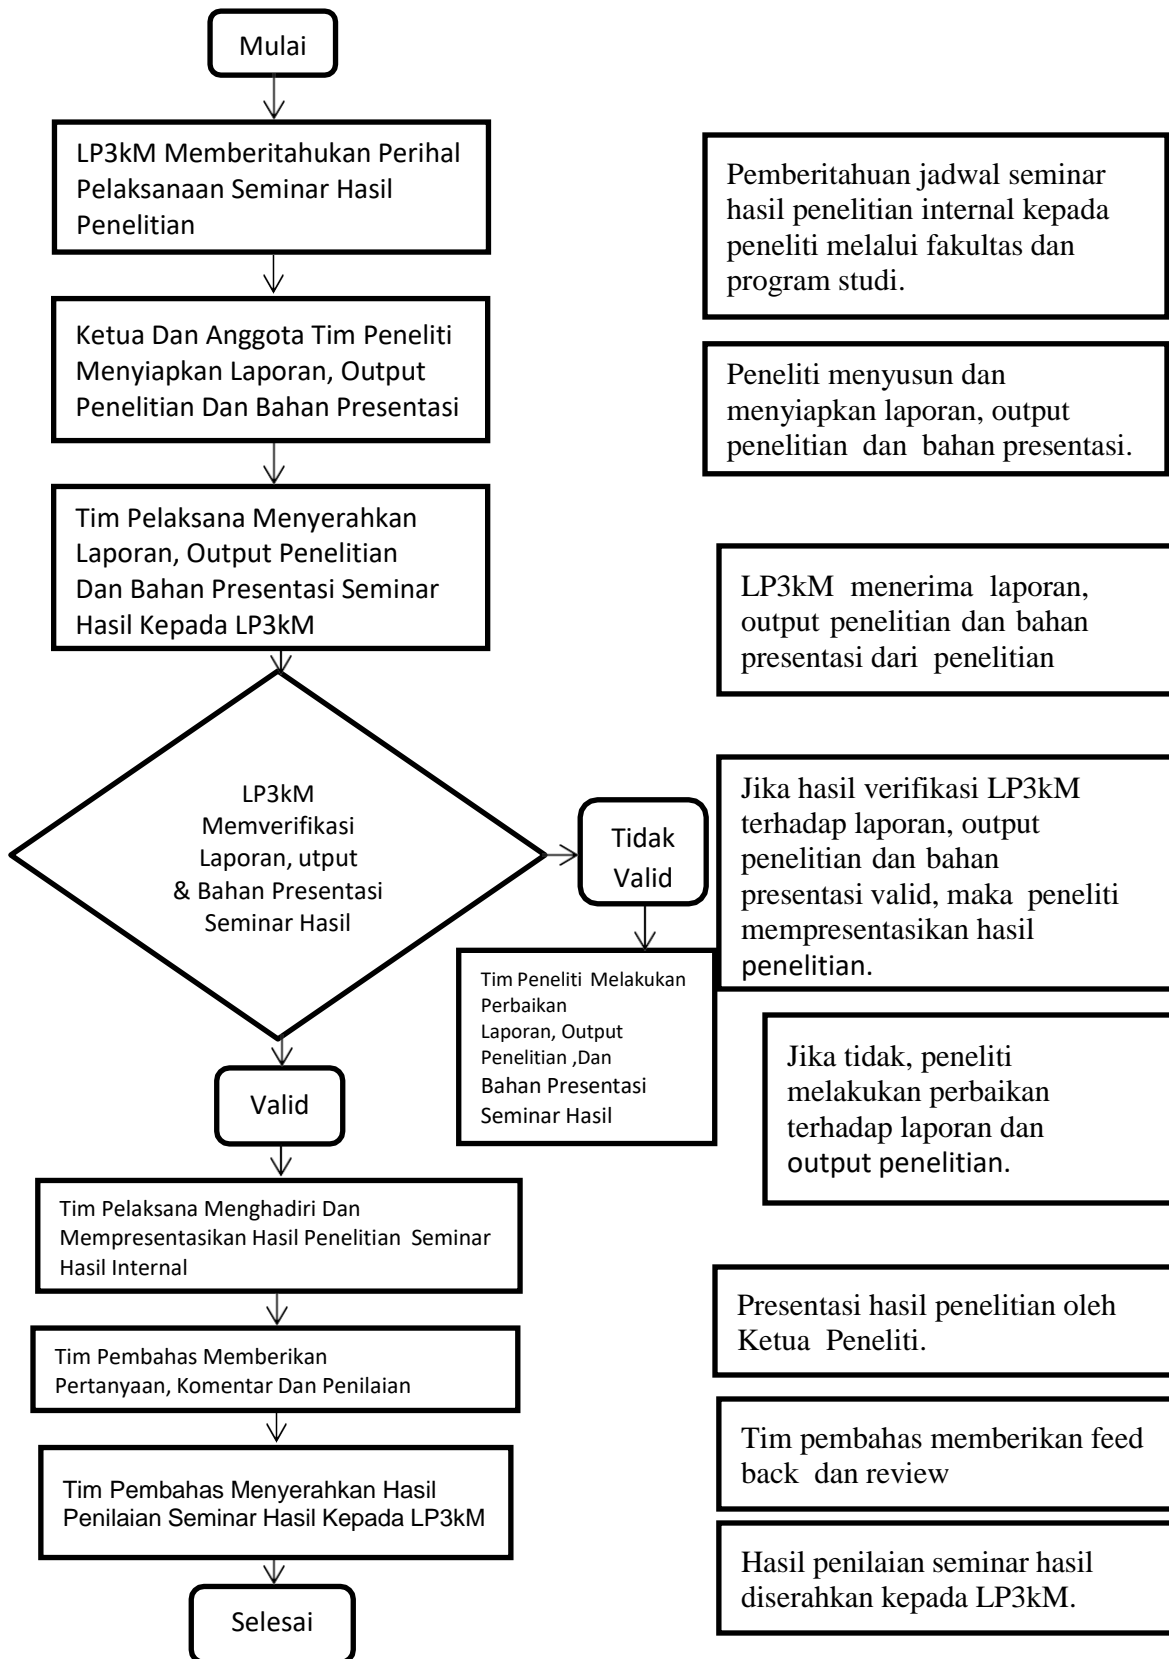 Mulai
LP3kM Memberitahukan Perihal
Pelaksanaan Seminar Hasil
Penelitian
Pemberitahuan jadwal seminar
hasil penelitian internal kepada
peneliti melalui fakultas dan
program studi.
Ketua Dan Anggota Tim Peneliti
Menyiapkan Laporan, Output
Penelitian Dan Bahan Presentasi
Peneliti menyusun dan
menyiapkan laporan, output
penelitian dan bahan presentasi.
Tim Pelaksana Menyerahkan
Laporan, Output Penelitian
Dan Bahan Presentasi Seminar
Hasil Kepada LP3kM
LP3kM menerima laporan,
output penelitian dan bahan
presentasi dari penelitian
LP3kM
Memverifikasi
Laporan, utput
& Bahan Presentasi
Seminar Hasil
Tidak
Valid
Jika hasil verifikasi LP3kM
terhadap laporan, output
penelitian dan bahan
presentasi valid, maka peneliti
mempresentasikan hasil
penelitian.
Tim Peneliti Melakukan
Perbaikan
Laporan, Output
Penelitian ,Dan
Bahan Presentasi
Seminar Hasil
Jika tidak, peneliti
melakukan perbaikan
terhadap laporan dan
output penelitian.
Valid
Tim Pelaksana Menghadiri Dan
Mempresentasikan Hasil Penelitian Seminar
Hasil Internal
Presentasi hasil penelitian oleh
Ketua Peneliti.
Tim Pembahas Memberikan
Pertanyaan, Komentar Dan Penilaian
Tim pembahas memberikan feed
back dan review
Tim Pembahas Menyerahkan Hasil
Penilaian Seminar Hasil Kepada LP3kM
Hasil penilaian seminar hasil
diserahkan kepada LP3kM.
Selesai